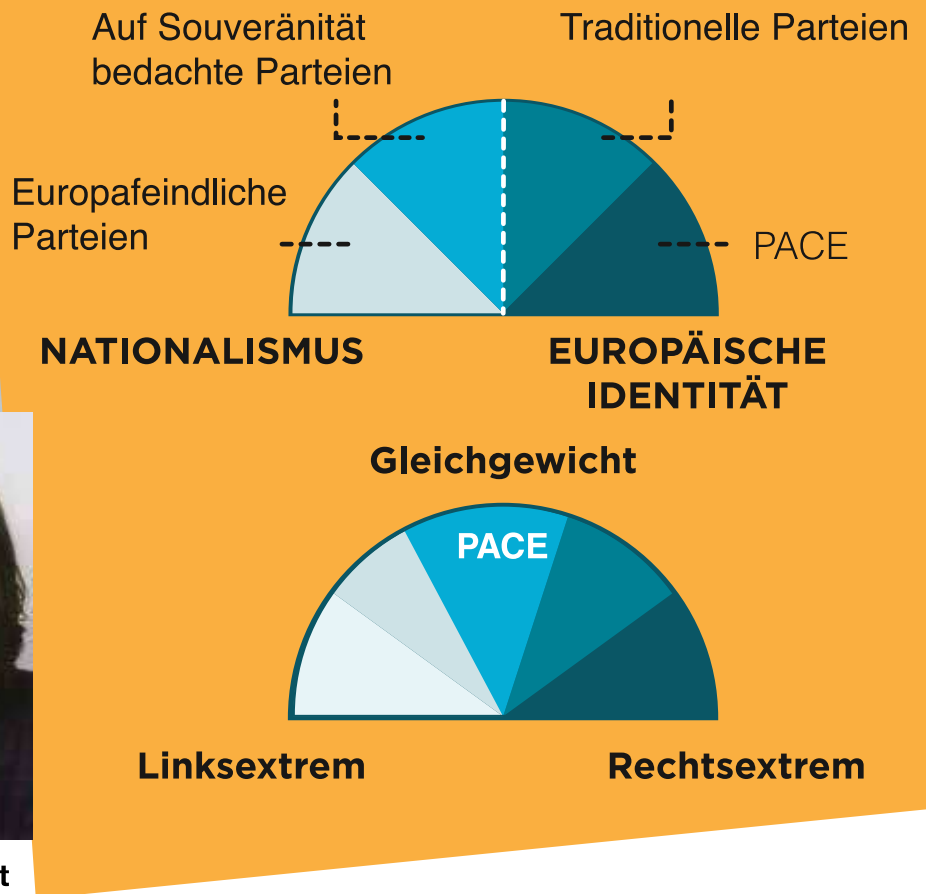 Auf Souveränität
bedachte Parteien
Traditionelle Parteien
Europafeindliche
Parteien
PACE
NATIONALISMUS
EUROPÄISCHE
IDENTITÄT
Gleichgewicht
PACE
Linksextrem
Rechtsextrem
t